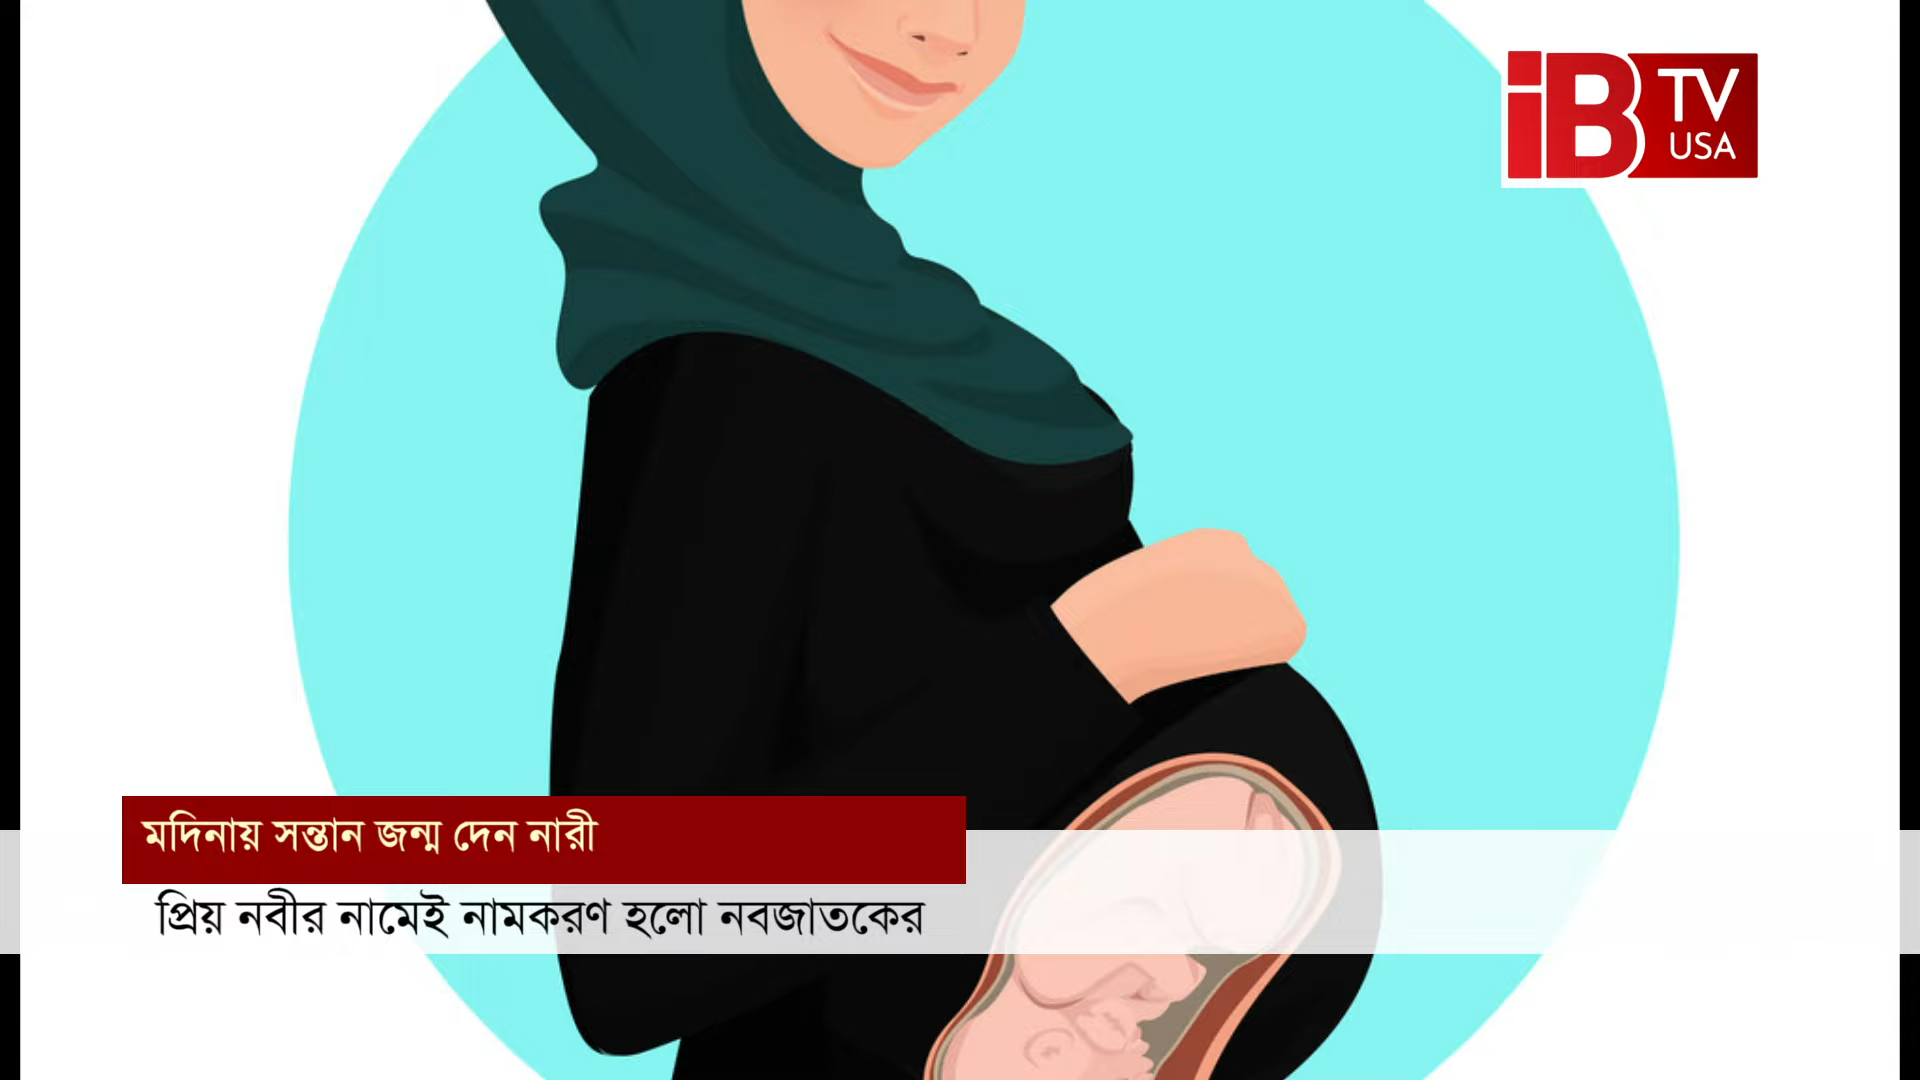 iB TV
USA
মদিনায় সন্তান জন্ম দেন নারী
প্রিয় নবীর নামেই নামকরণ হলো নবজাতকের